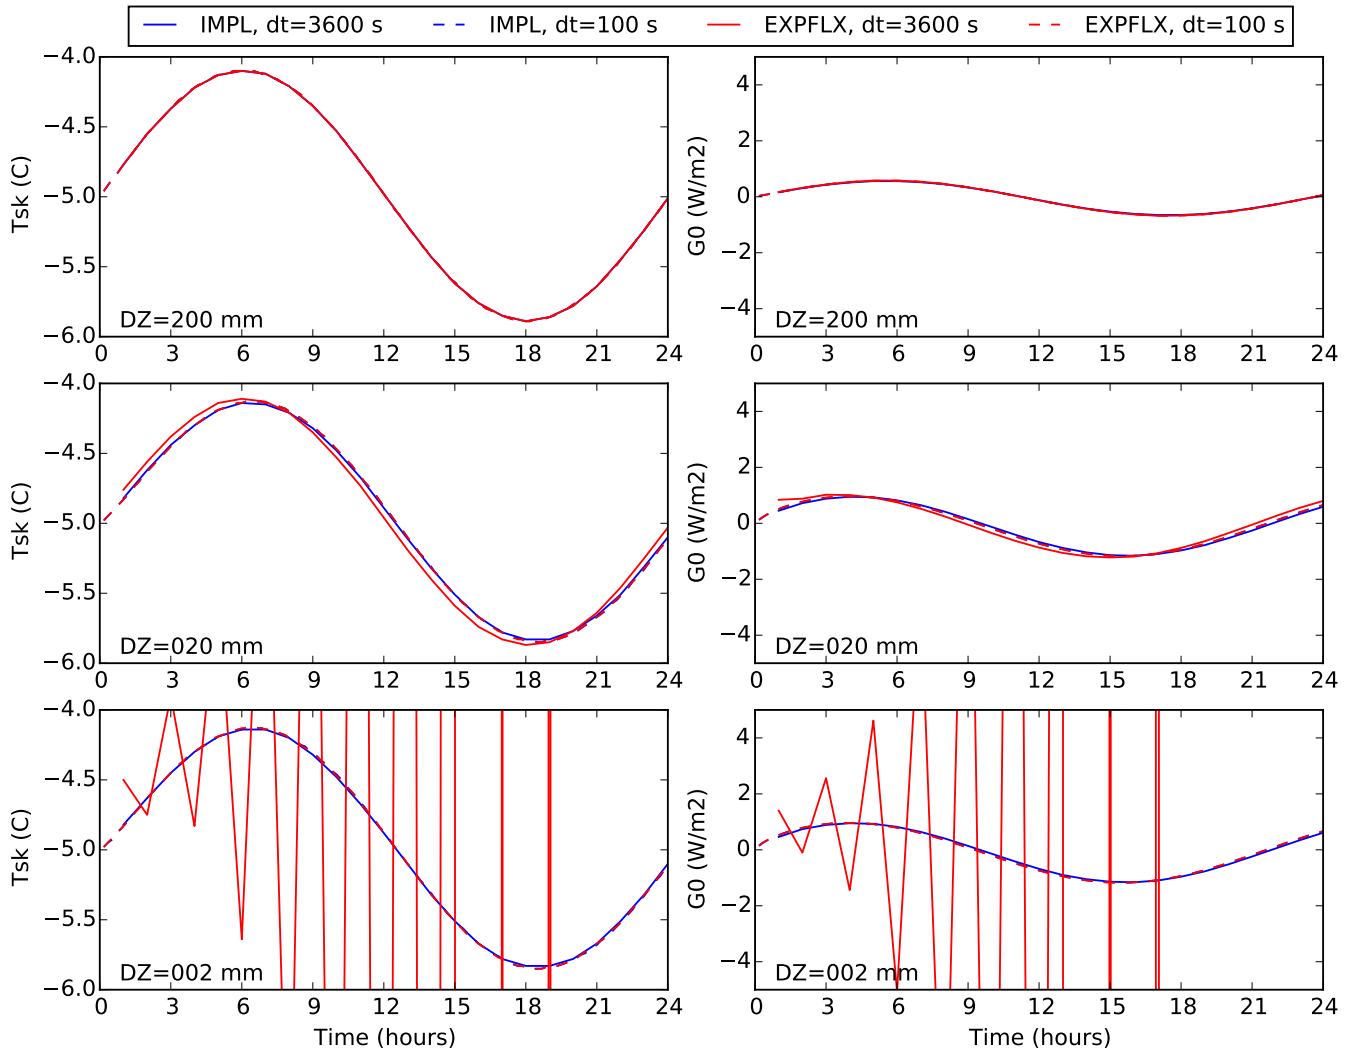 IMPL, dt=3600 s IMPL, dt=100 s EXPFLX, dt=3600 s EXPFLX, dt=100 s
−4.0
−4.5
−5.0
−5.5
−6.0
Tsk (C)
DZ=200 mm
0 3 6 9 12 15 18 21 24
4
2
0
−2
−4
G0 (W/m2)
DZ=200 mm
0 3 6 9 12 15 18 21 24
−4.0
−4.5
−5.0
−5.5
−6.0
Tsk (C)
DZ=020 mm
0 3 6 9 12 15 18 21 24
4
2
0
−2
−4
G0 (W/m2)
DZ=020 mm
0 3 6 9 12 15 18 21 24
−4.0
−4.5
−5.0
−5.5
−6.0
Tsk (C)
DZ=002 mm
0 3 6 9 12 15 18 21 24
Time (hours)
4
2
0
−2
−4
G0 (W/m2)
DZ=002 mm
0 3 6 9 12 15 18 21 24
Time (hours)